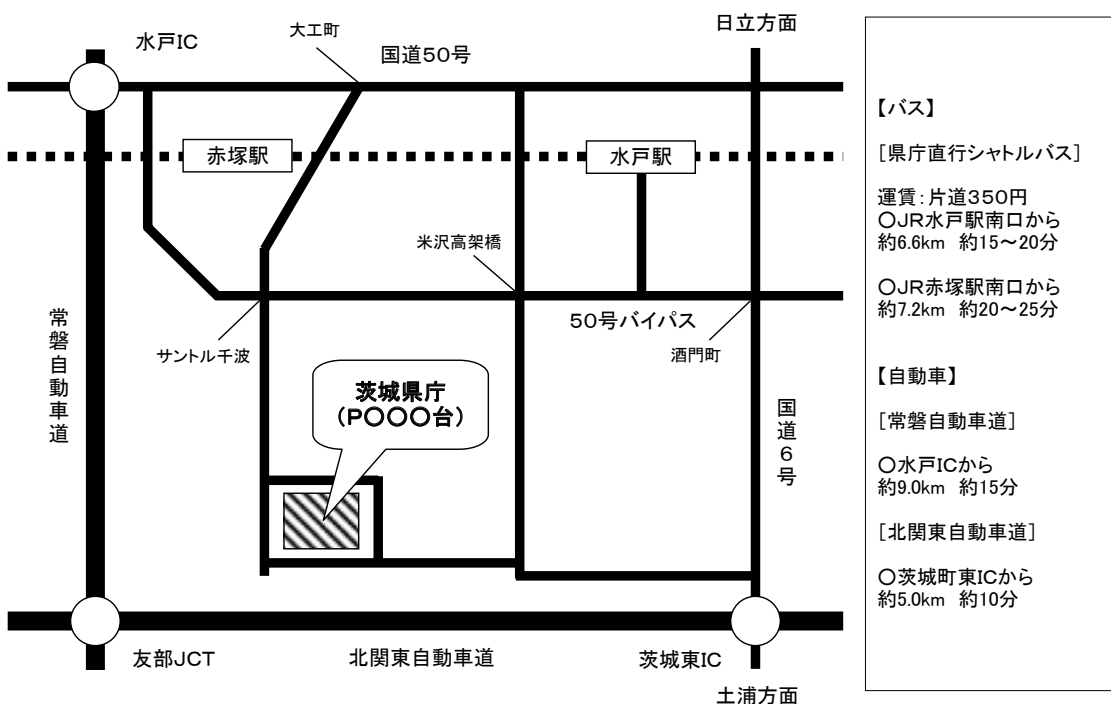 日立方面
大工町
水戸IC
国道50号
赤塚駅
水戸駅
米沢高架橋
50号バイパス
サントル千波
酒門町
常磐自動車道
茨城県庁
(P〇〇〇台)
国道6号
友部JCT
北関東自動車道
茨城東IC
土浦方面
【バス】
[県庁直行シャトルバス]
運賃:片道350円
〇JR水戸駅南口から
約6.6km 約15~20分
〇JR赤塚駅南口から
約7.2km 約20~25分
【自動車】
[常磐自動車道]
〇水戸ICから
約9.0km 約15分
[北関東自動車道]
〇茨城町東ICから
約5.0km 約10分